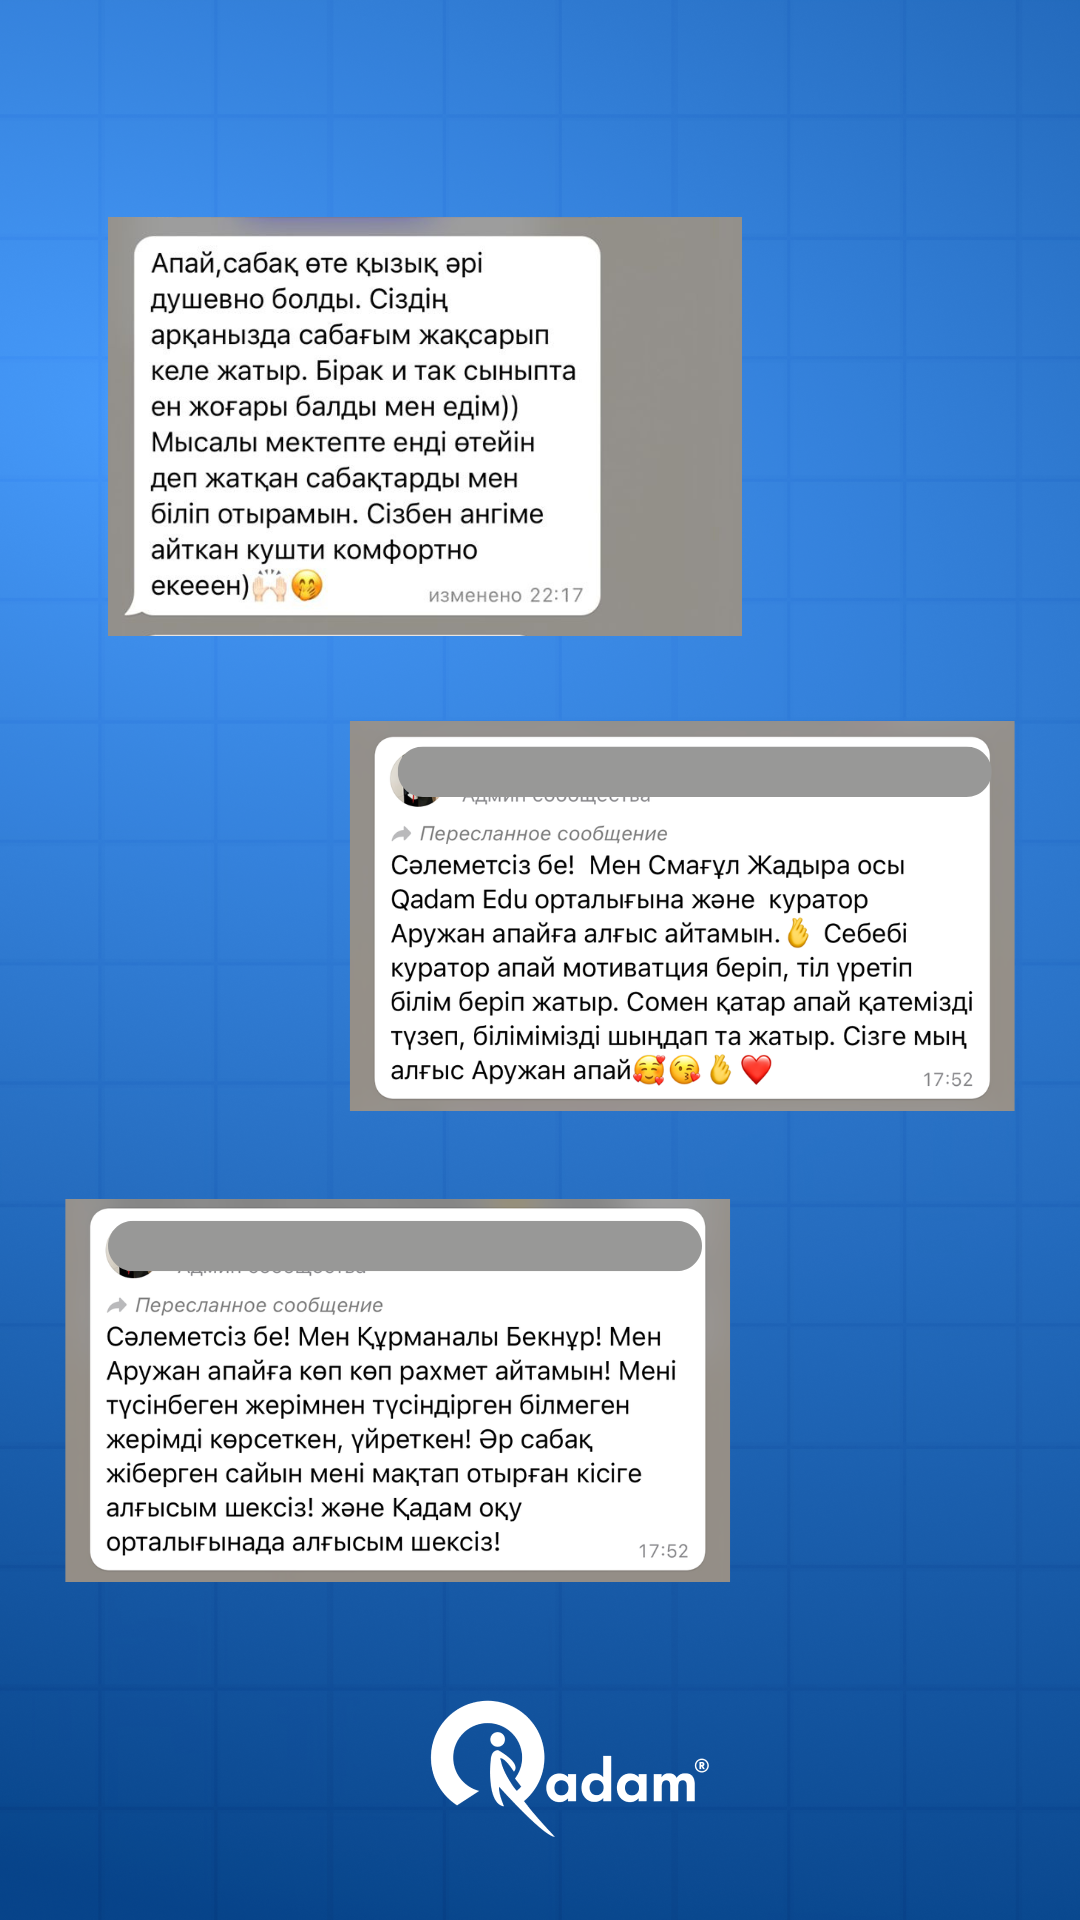 Апай,сабақ өте қызық әрі
душевно болды. Сіздің
арқанызда сабағым жақсарып
келе жатыр. Бірак и так сыныпта
ен жоғары балды мен едім))
Мысалы мектепте енді өтейін
деп жатқан сабақтарды мен
біліп отырамын. Сізбен ангіме
айткан кушти комфортно
екееен)🙌🏻🤭
изменено 22:17
Админ сообщества
Пересланное сообщение
Сәлеметсіз бе!  Мен Смағұл Жадыра осы
Qadam Edu орталығына және  куратор
Аружан апайға алғыс айтамын.🫰 Себебі
куратор апай мотиватция беріп, тіл үретіп
білім беріп жатыр. Сомен қатар апай қатемізді
түзеп, білімімізді шыңдап та жатыр. Сізге мың
алғыс Аружан апай🥰😘🫰❤️
17:52
Админ сообщества
Пересланное сообщение
Сәлеметсіз бе! Мен Құрманалы Бекнұр! Мен
Аружан апайға көп көп рахмет айтамын! Мені
түсінбеген жерімнен түсіндірген білмеген
жерімді көрсеткен, үйреткен! Әр сабақ
жіберген сайын мені мақтап отырған кісіге
алғысым шексіз! және Қадам оқу
орталығынада алғысым шексіз!
17:52
Qadam®